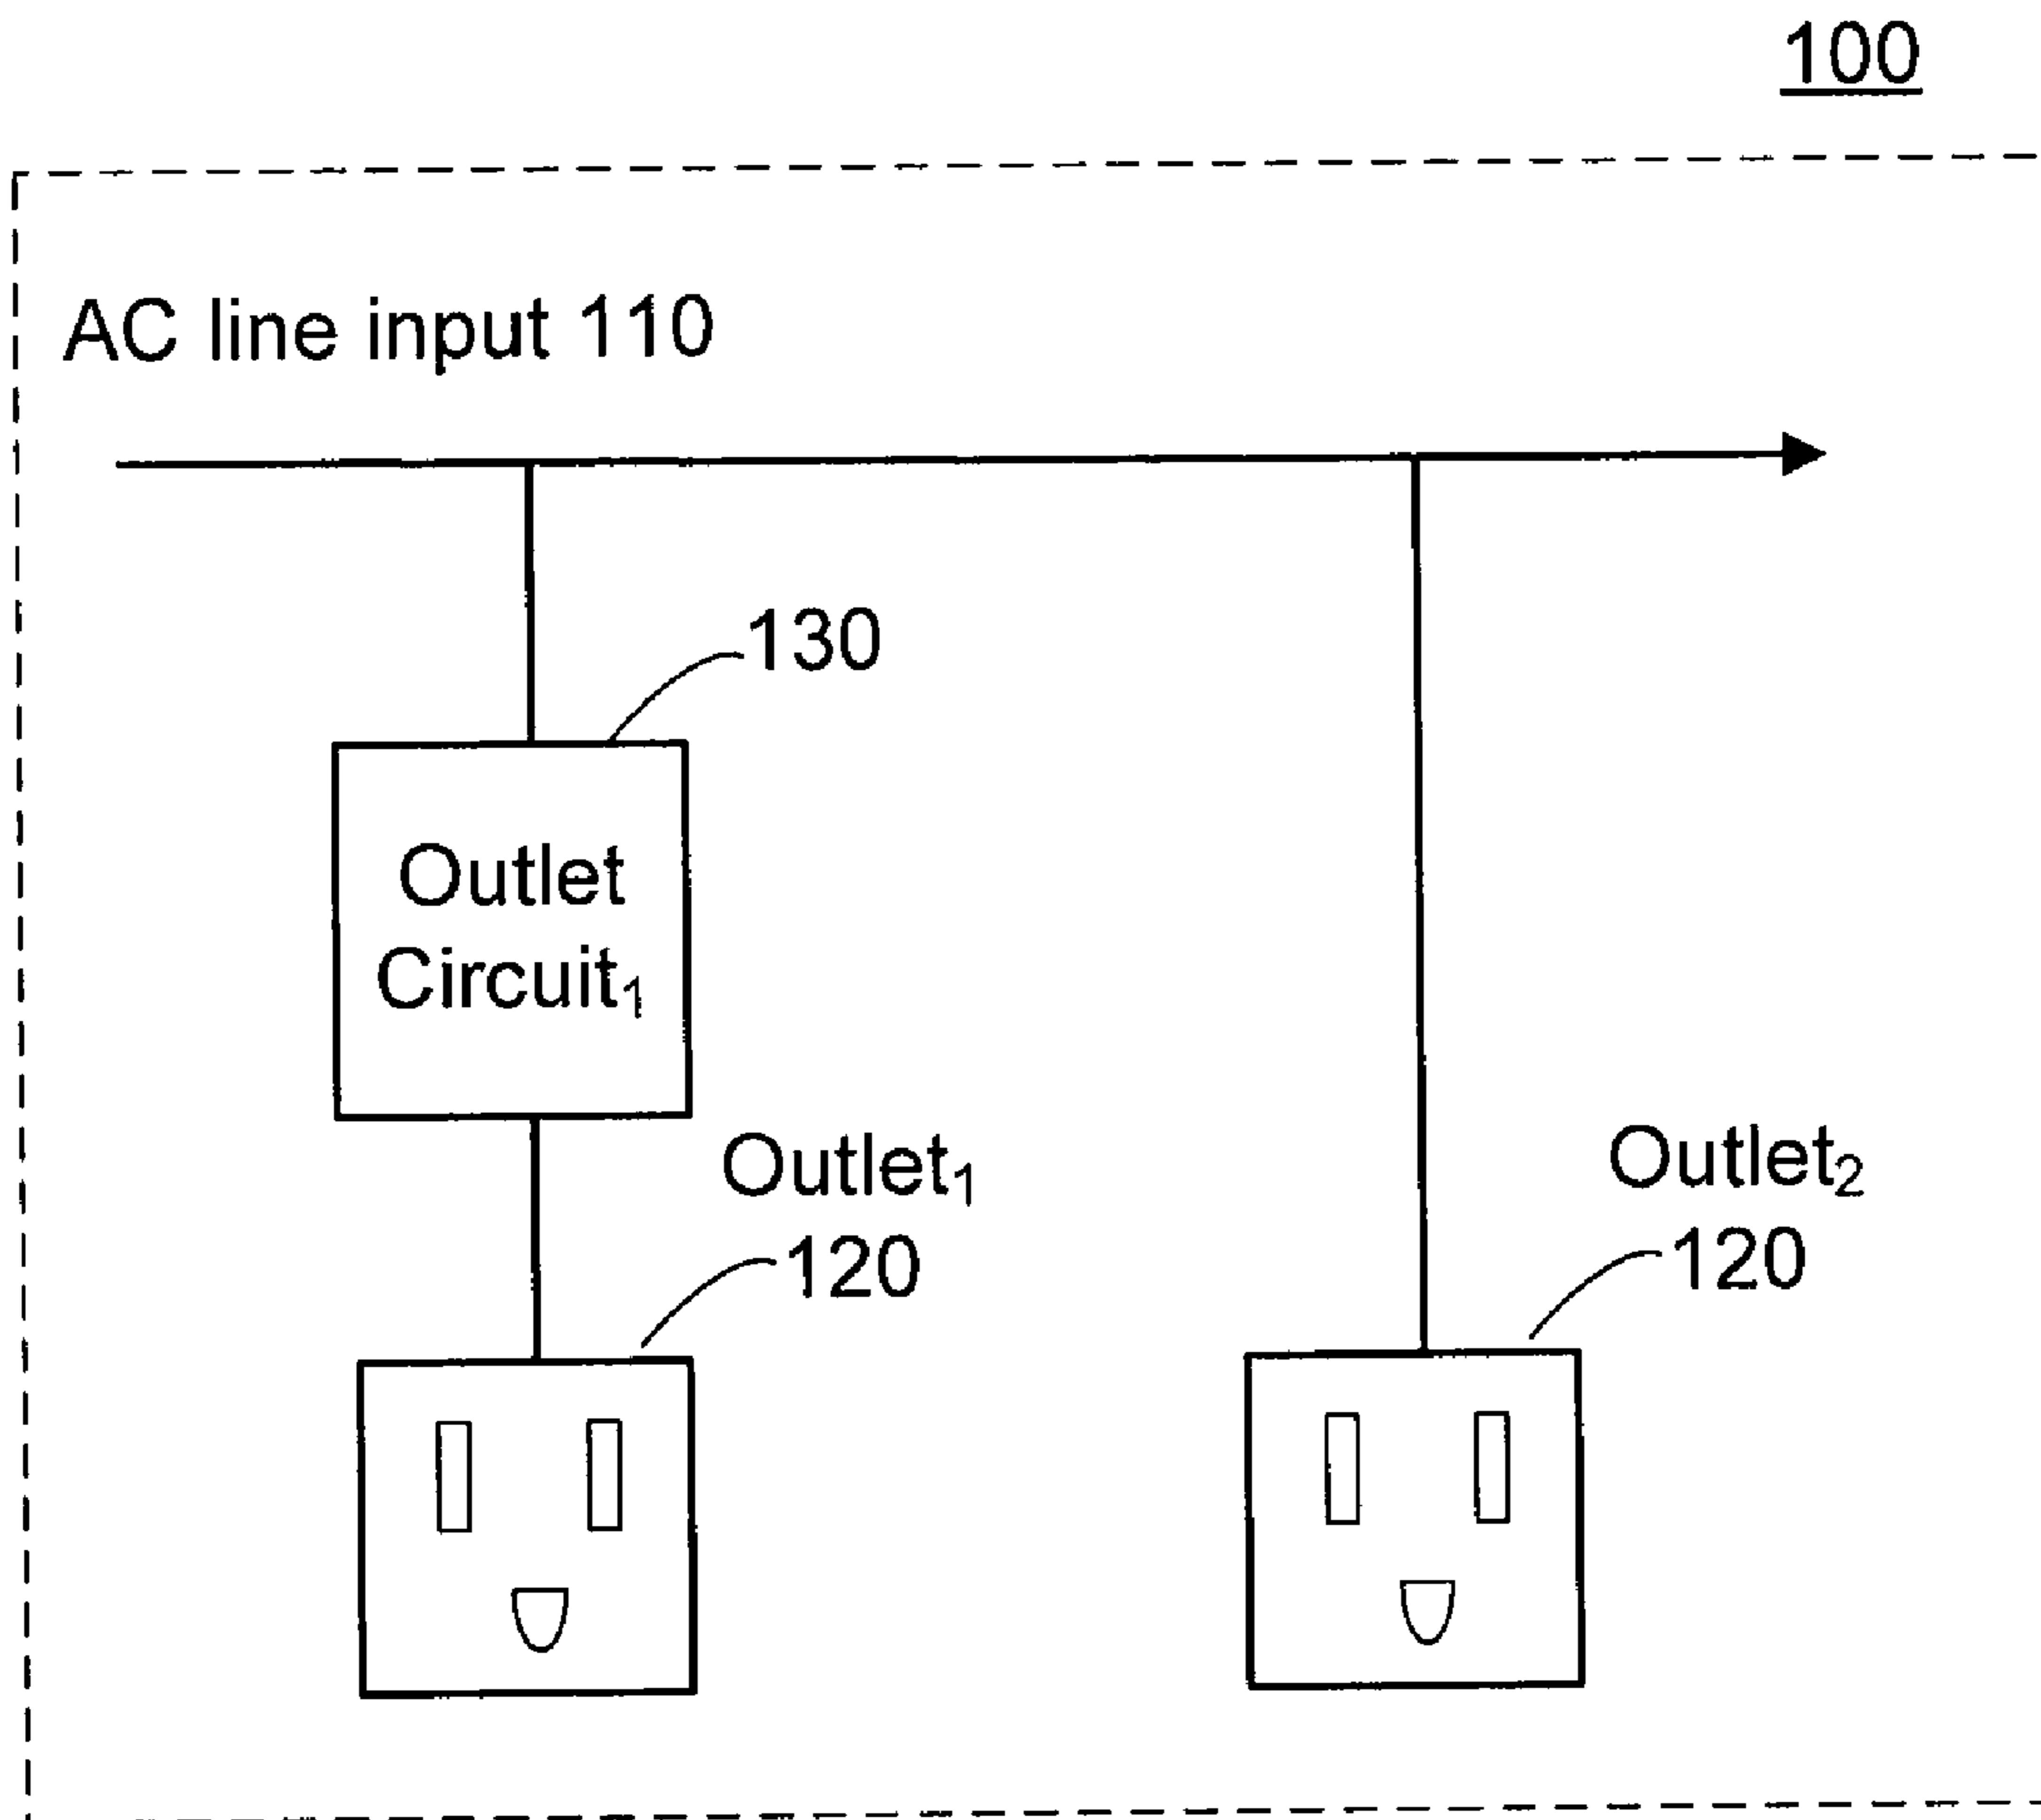 100
AC line input 110
130
Outlet
Circuit₁
Outlet₁
120
Outlet₂
120